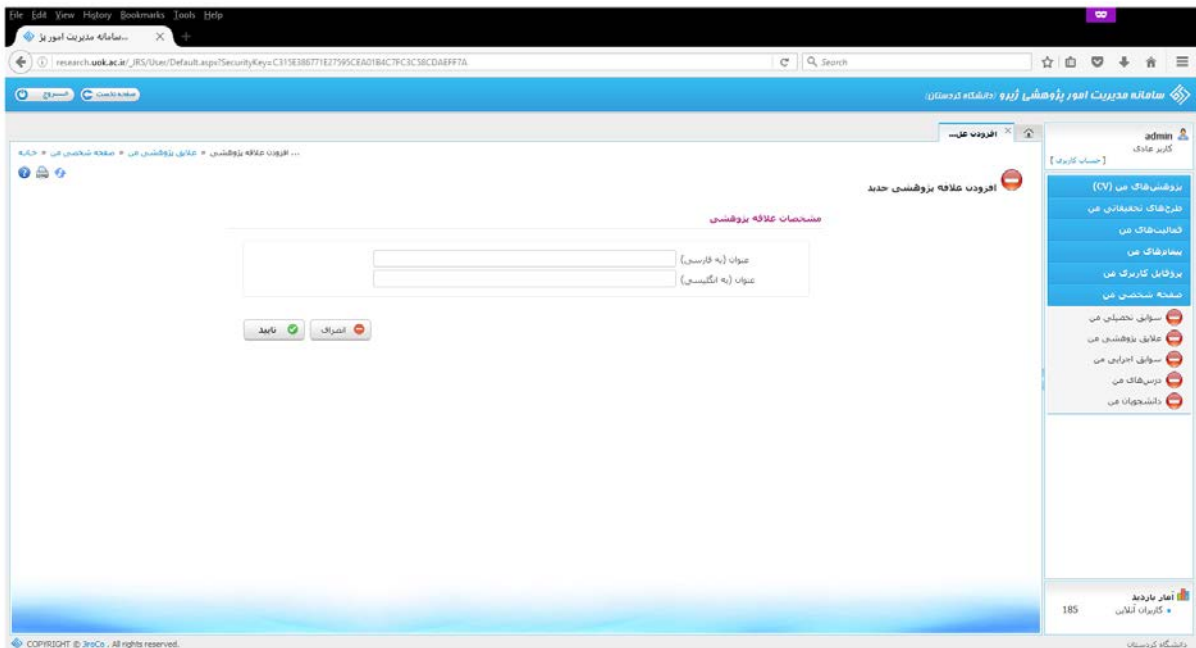 File Edit View History Bookmarks Tools Help
سامانه مدیریت امور پژ...
research.uok.ac.ir/_JRS/User/Default.aspx?SecurityKey=C315E386771E27595CEA01B4C7FC3C58CDAEFF7A
Search
سامانه مدیریت امور پژوهشی ژیرو (دانشگاه کردستان)
صفحه نخست
خروج
admin
کاربر عادی
[حساب کاربری]
افزودن عل...
خانه » صفحه شخصی من » علایق پژوهشی من » افزودن علاقه پژوهشی ...
افزودن علاقه پژوهشی جدید
مشخصات علاقه پژوهشی
عنوان (به فارسی)
عنوان (به انگلیسی)
انصراف
تایید
پژوهش‌های من (CV)
طرح‌های تحقیقاتی من
فعالیت‌های من
پیغام‌های من
پروفایل کاربری من
صفحه شخصی من
سوابق تحصیلی من
علایق پژوهشی من
سوابق اجرایی من
درس‌های من
دانشجویان من
آمار بازدید
کاربران آنلاین 185
دانشگاه کردستان
COPYRIGHT © JiroCo , All rights reserved.